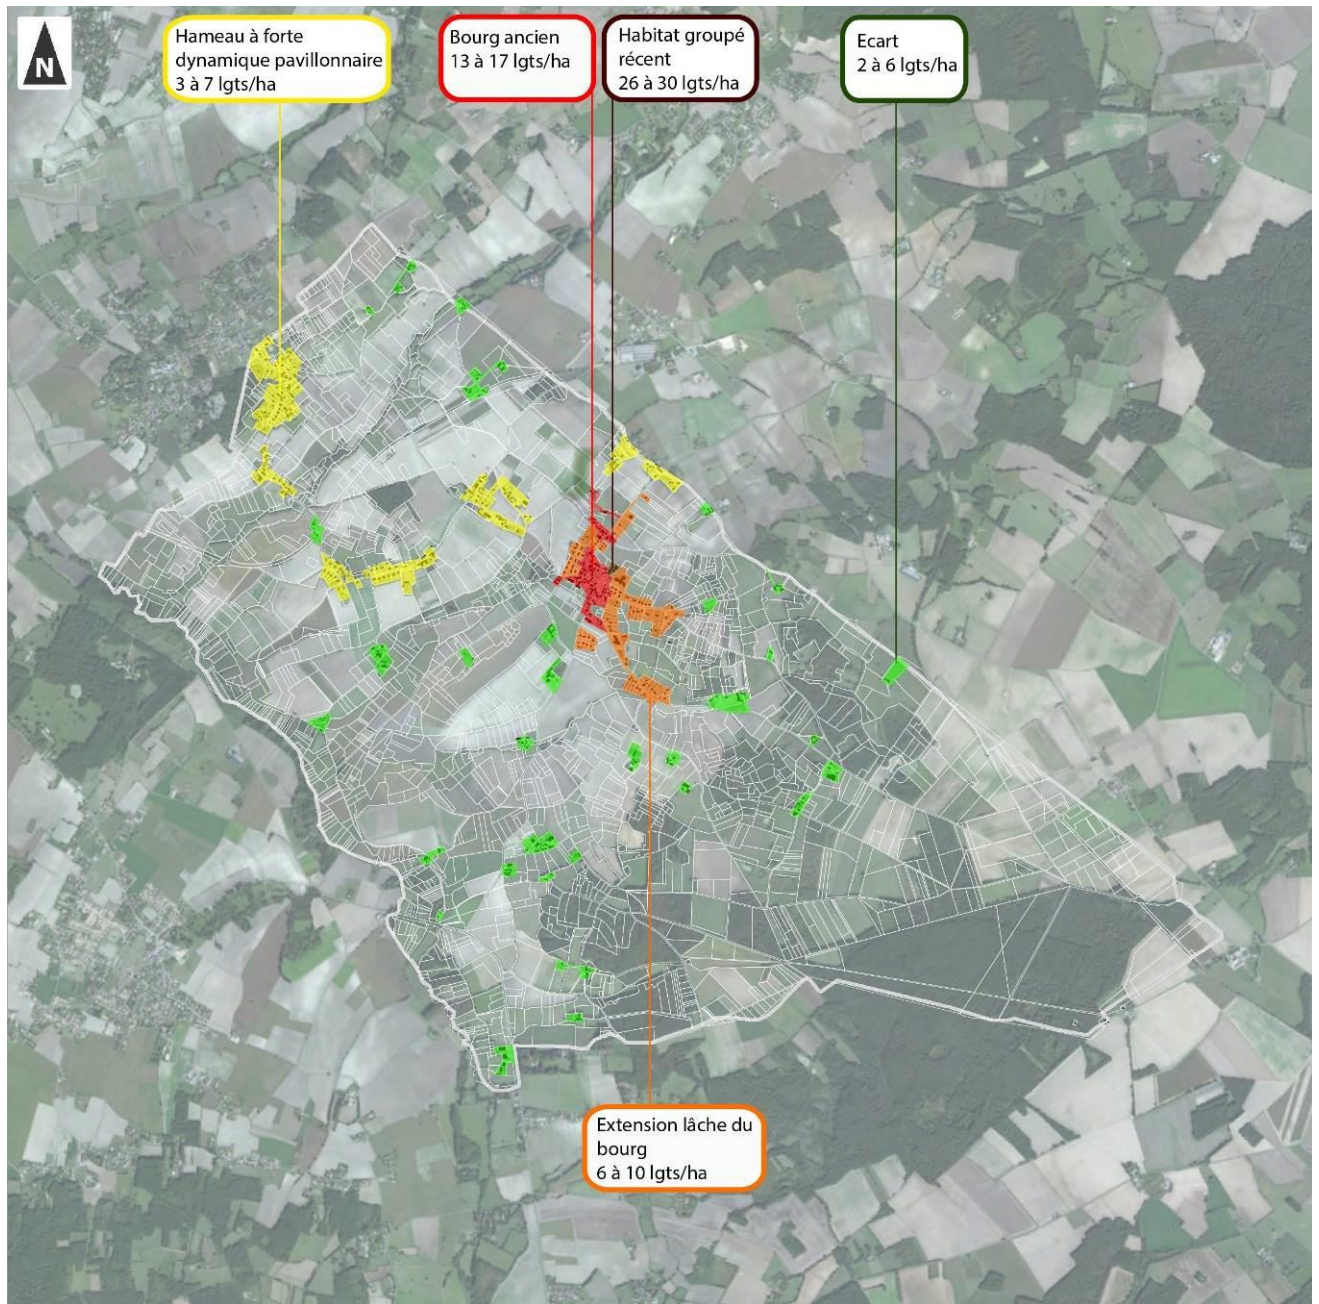 N
Hameau à forte
dynamique pavillonnaire
3 à 7 lgts/ha
Bourg ancien
13 à 17 lgts/ha
Habitat groupé
récent
26 à 30 lgts/ha
Ecart
2 à 6 lgts/ha
Extension lâche du
bourg
6 à 10 lgts/ha